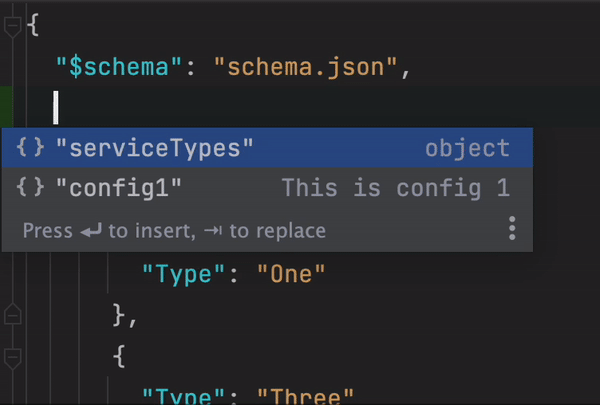 {
"$schema": "schema.json",
{} "serviceTypes" object
{} "config1" This is config 1
Press ↵ to insert, ⇥ to replace
"Type": "One"
},
{
"Type": "Three"